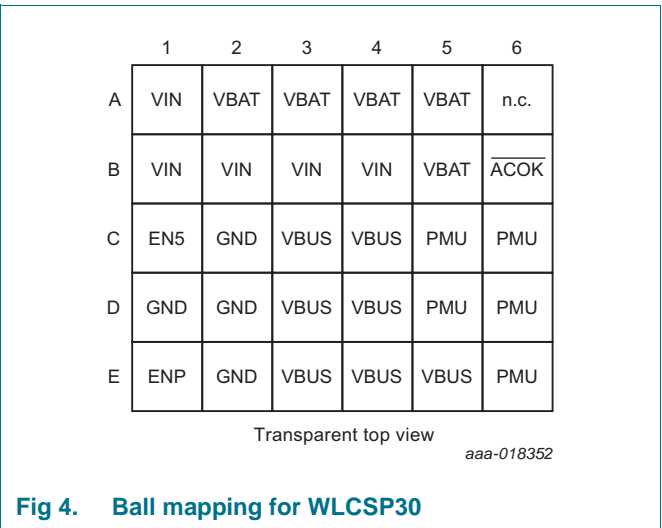 1 2 3 4 5 6
A VIN VBAT VBAT VBAT VBAT n.c.
B VIN VIN VIN VIN VBAT ACOK
C EN5 GND VBUS VBUS PMU PMU
D GND GND VBUS VBUS PMU PMU
E ENP GND VBUS VBUS VBUS PMU
Transparent top view
aaa-018352
Fig 4. Ball mapping for WLCSP30